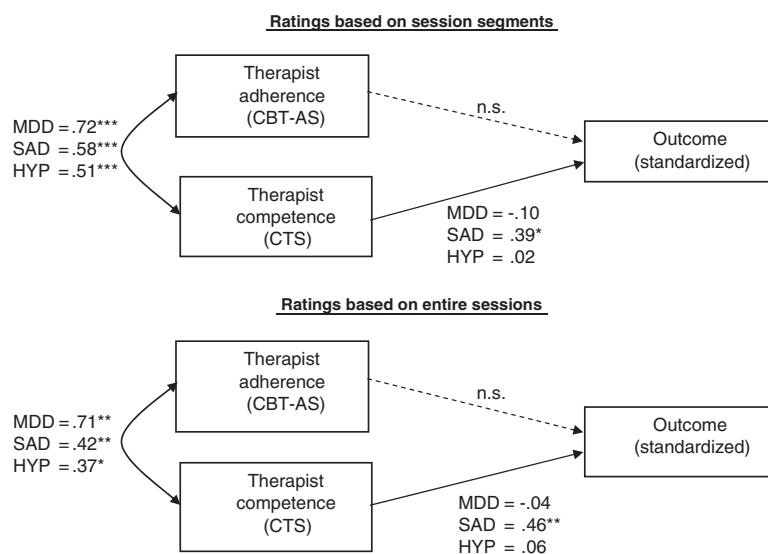 Ratings based on session segments
Therapist
adherence
(CBT-AS)
n.s.
MDD = .72***
SAD = .58***
HYP = .51***
Outcome
(standardized)
Therapist
competence
(CTS)
MDD = -.10
SAD = .39*
HYP = .02
Ratings based on entire sessions
Therapist
adherence
(CBT-AS)
n.s.
MDD =.71**
SAD = .42**
HYP = .37*
Outcome
(standardized)
Therapist
competence
(CTS)
MDD = -.04
SAD = .46**
HYP = .06